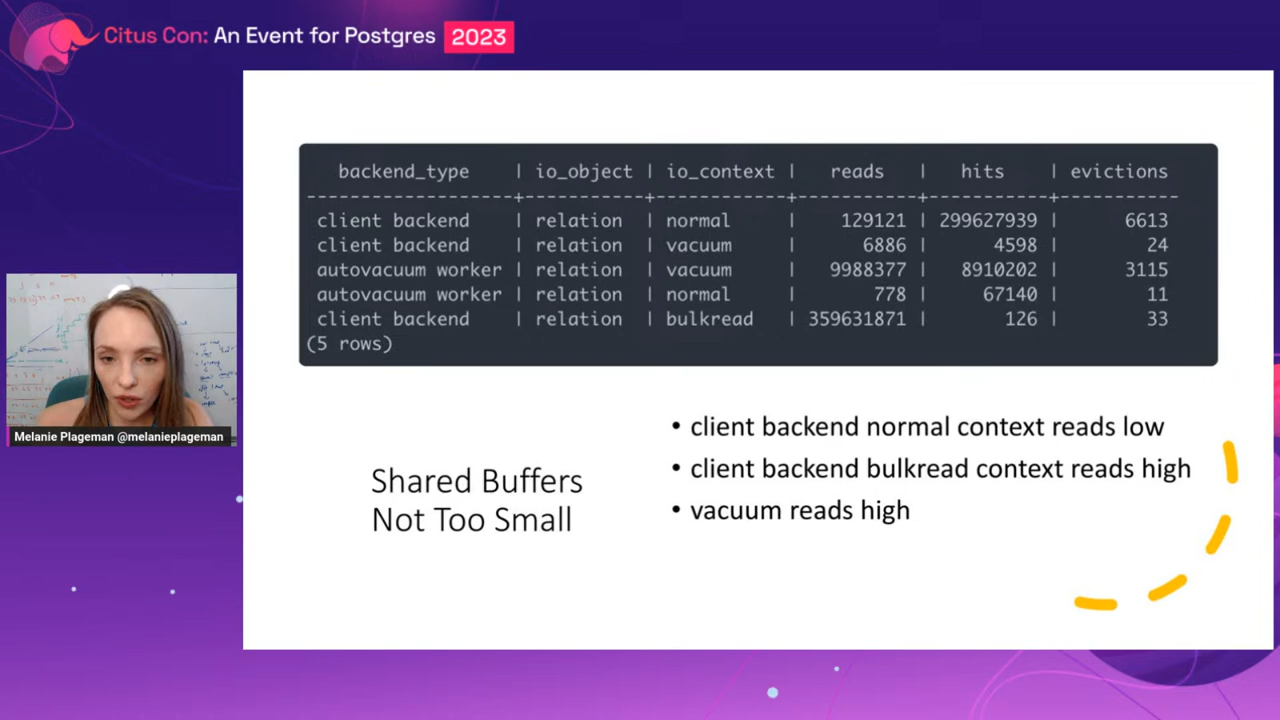 Citus Con: An Event for Postgres 2023
backend_type | io_object | io_context | reads | hits | evictions
-------------------+-----------+------------+-----------+-----------+-----------
client backend | relation | normal | 129121 | 299627939 | 6613
client backend | relation | vacuum | 6886 | 4598 | 24
autovacuum worker | relation | vacuum | 9988377 | 8910202 | 3115
autovacuum worker | relation | normal | 778 | 67140 | 11
client backend | relation | bulkread | 359631871 | 126 | 33
(5 rows)
Shared Buffers
Not Too Small
• client backend normal context reads low
• client backend bulkread context reads high
• vacuum reads high
Melanie Plageman @melanieplageman